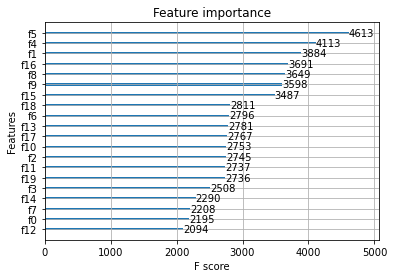 Feature importance
f5 4613
f4 4113
f1 3884
f16 3691
f8 3649
f9 3598
f15 3487
f18 2811
f6 2796
f13 2781
f17 2767
f10 2753
f2 2745
f11 2737
f19 2736
f3 2508
f14 2290
f7 2208
f0 2195
f12 2094
Features
0 1000 2000 3000 4000 5000
F score